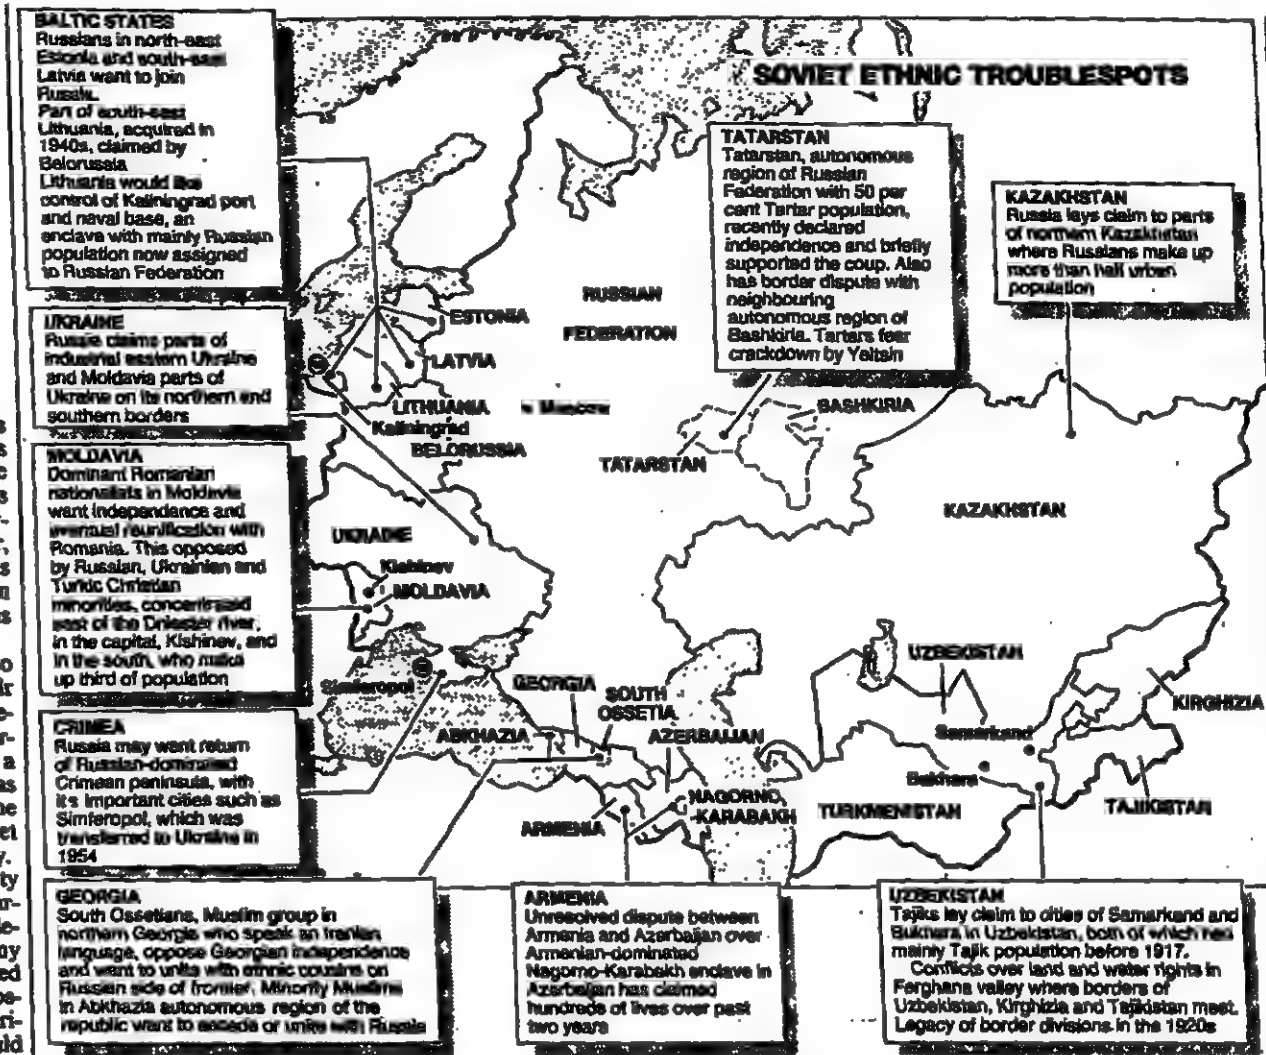 SOVIET ETHNIC TROUBLESPOTS
BALTIC STATES
Russians in north-east
Estonia and south-east
Latvia want to join
Russia.
Part of south-east
Lithuania, acquired in
1940s, claimed by
Belorussia
Lithuania would like
control of Kaliningrad port
and naval base, an
enclave with mainly Russian
population now assigned
to Russian Federation
UKRAINE
Russia claims parts of
industrial eastern Ukraine
and Moldavia parts of
Ukraine on its northern and
southern borders
MOLDAVIA
Dominant Romanian
nationalists in Moldavia
want independence and
eventual reunification with
Romania. This opposed
by Russian, Ukrainian and
Turkic Christian
minorities, concentrated
east of the Dniester river,
in the capital, Kishinev, and
in the south, who make
up third of population
CRIMEA
Russia may want return
of Russian-dominated
Crimean peninsula, with
its important cities such as
Simferopol, which was
transferred to Ukraine in
1954
GEORGIA
South Ossetians, Muslim group in
northern Georgia who speak an Iranian
language, oppose Georgian independence
and want to unite with ethnic cousins on
Russian side of frontier. Minority Muslims
in Abkhazia autonomous region of the
republic want to secede or unite with Russia
ARMENIA
Unresolved dispute between
Armenia and Azerbaijan over
Armenian-dominated
Nagorno-Karabakh enclave in
Azerbaijan has claimed
hundreds of lives over past
two years
UZBEKISTAN
Tajiks lay claim to cities of Samarkand and
Bukhara in Uzbekistan, both of which had
mainly Tajik population before 1917.
Conflicts over land and water rights in
Ferghana valley where borders of
Uzbekistan, Kirghizia and Tajikistan meet.
Legacy of border divisions in the 1920s
TATARSTAN
Tatarstan, autonomous
region of Russian
Federation with 50 per
cent Tartar population,
recently declared
independence and briefly
supported the coup. Also
has border dispute with
neighbouring
autonomous region of
Bashkiria. Tartars fear
crackdown by Yeltsin
KAZAKHSTAN
Russia lays claim to parts
of northern Kazakhstan
where Russians make up
more than half urban
population
RUSSIAN
FEDERATION
ESTONIA
LATVIA
LITHUANIA
Moscow
Kaliningrad
BELORUSSIA
BASHKIRIA
TATARSTAN
KAZAKHSTAN
UKRAINE
Kishinev
MOLDAVIA
Simferopol
GEORGIA
SOUTH
OSSETIA
ABKHAZIA
AZERBAIJAN
ARMENIA
NAGORNO,
-KARABAKH
UZBEKISTAN
Samarkand
Bukhara
KIRGHIZIA
TURKMENISTAN
TAJIKISTAN